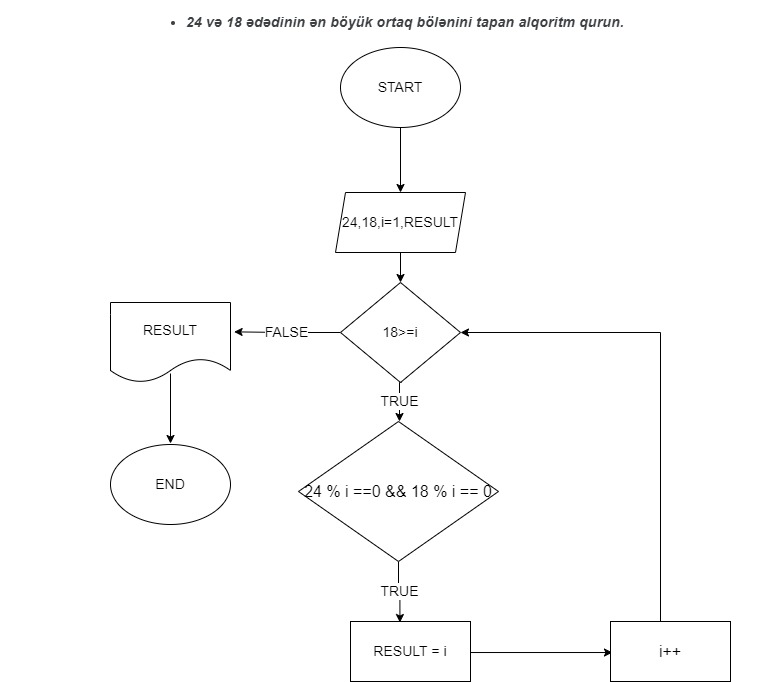 • 24 və 18 ədədinin ən böyük ortaq bölənini tapan alqoritm qurun.
START
24,18,i=1,RESULT
18>=i
FALSE
RESULT
END
TRUE
24 % i ==0 && 18 % i == 0
TRUE
RESULT = i
i++